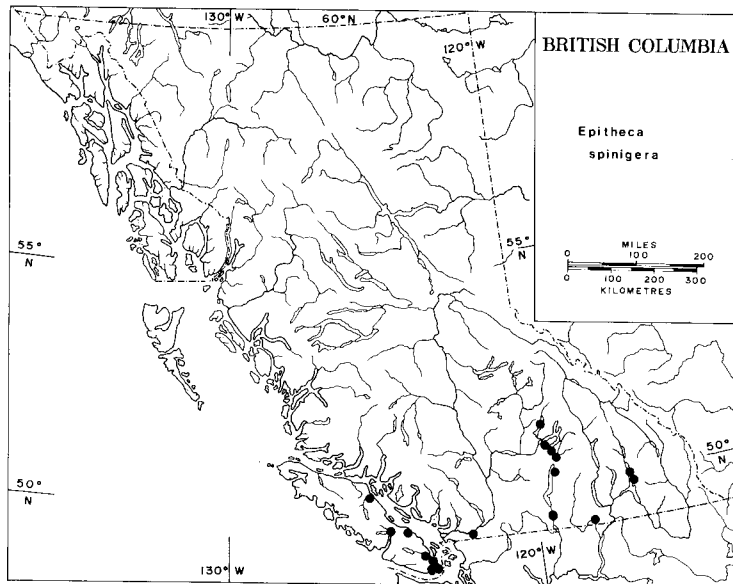 130° W
60° N
120° W
BRITISH COLUMBIA
Epitheca
spinigera
55°
N
55°
N
MILES
0 100 200
0 100 200 300
KILOMETRES
50°
N
50°
N
130° W
120° W